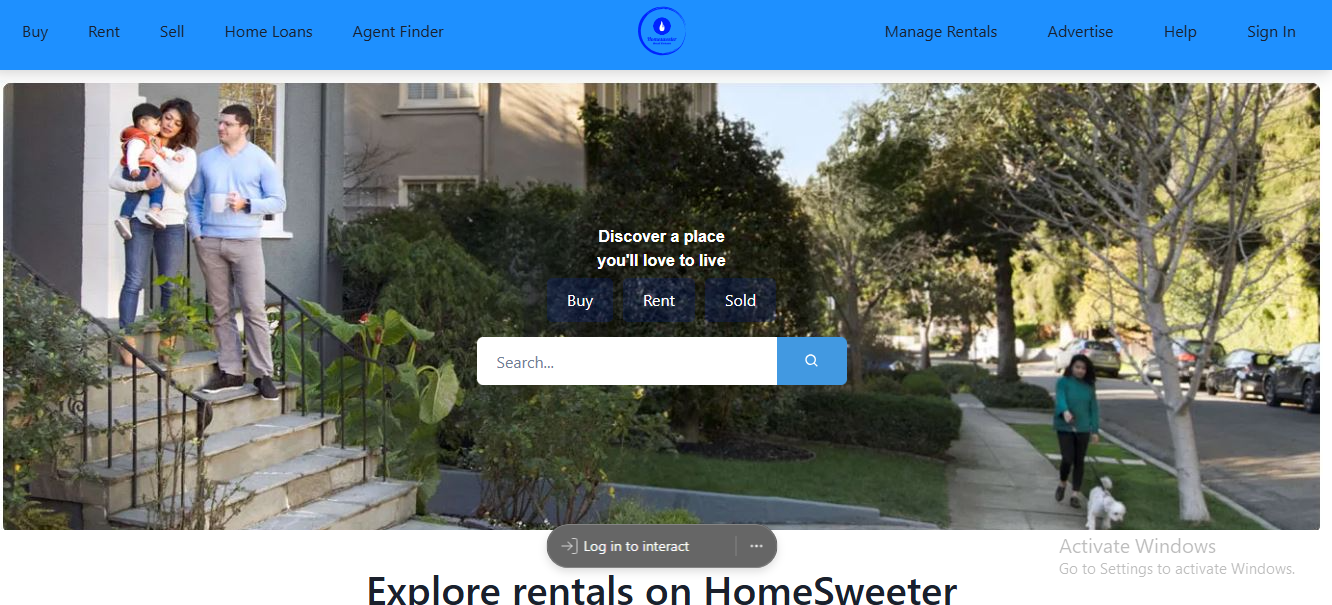 Buy Rent Sell Home Loans Agent Finder HomeSweeter Manage Rentals Advertise Help Sign In
Discover a place
you'll love to live
Buy Rent Sold
Search...
Log in to interact
Activate Windows
Go to Settings to activate Windows.
Explore rentals on HomeSweeter